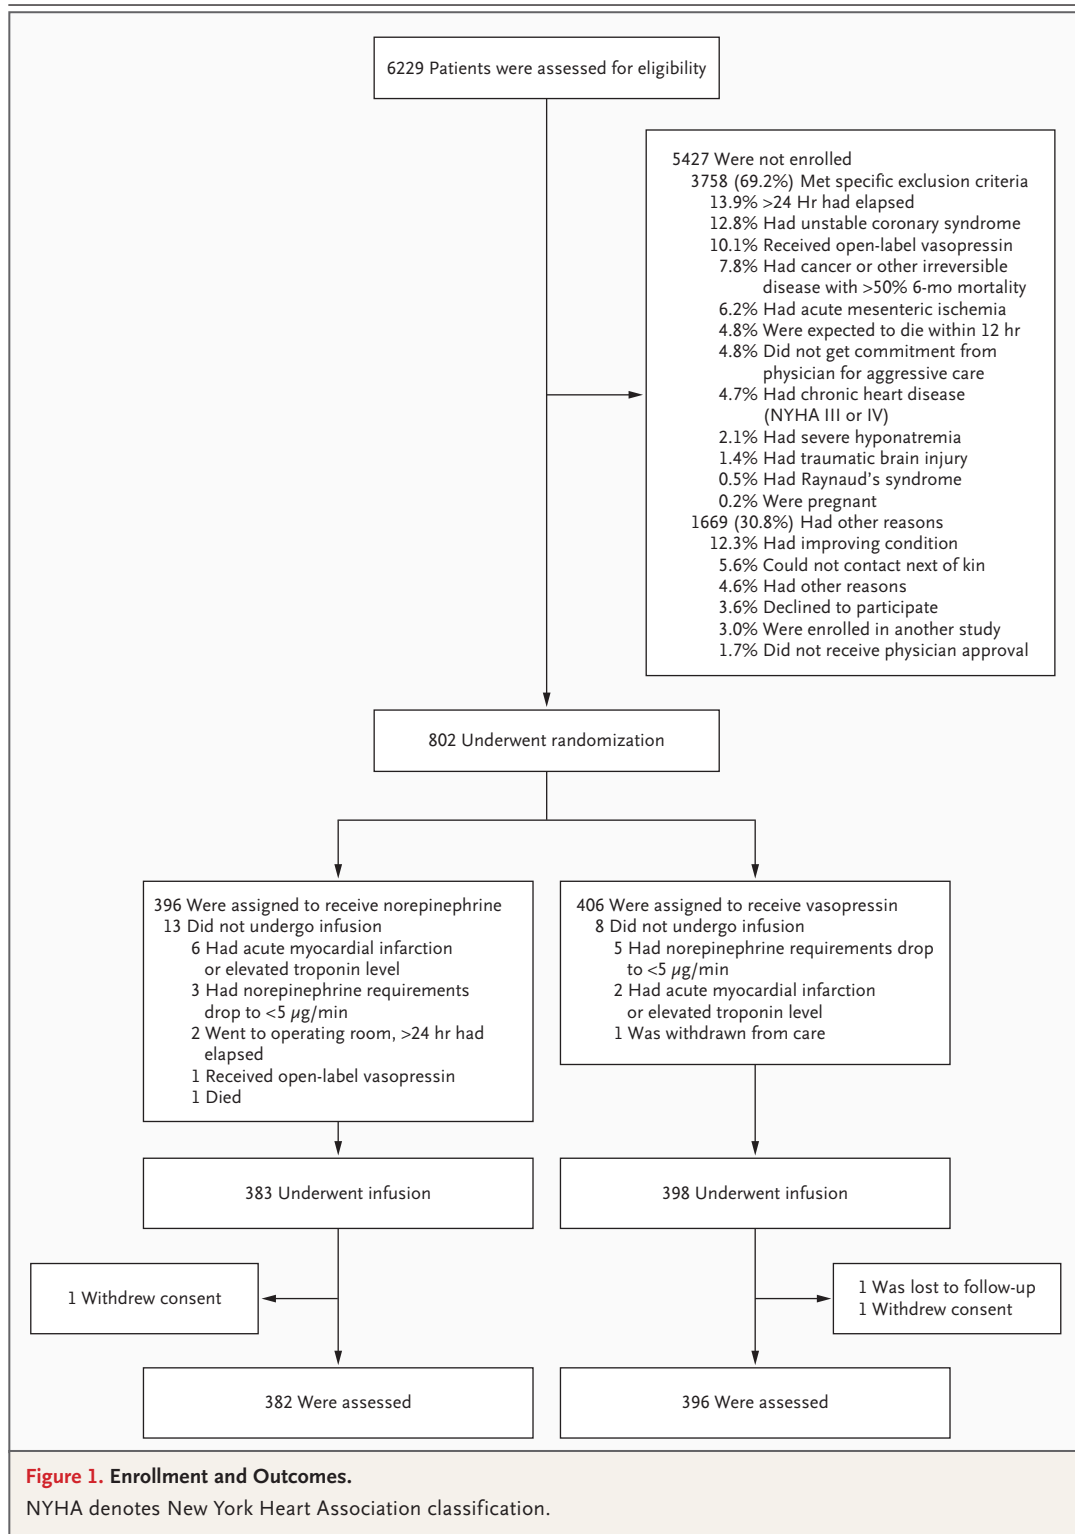 6229 Patients were assessed for eligibility
5427 Were not enrolled
3758 (69.2%) Met specific exclusion criteria
13.9% >24 Hr had elapsed
12.8% Had unstable coronary syndrome
10.1% Received open-label vasopressin
7.8% Had cancer or other irreversible
disease with >50% 6-mo mortality
6.2% Had acute mesenteric ischemia
4.8% Were expected to die within 12 hr
4.8% Did not get commitment from
physician for aggressive care
4.7% Had chronic heart disease
(NYHA III or IV)
2.1% Had severe hyponatremia
1.4% Had traumatic brain injury
0.5% Had Raynaud's syndrome
0.2% Were pregnant
1669 (30.8%) Had other reasons
12.3% Had improving condition
5.6% Could not contact next of kin
4.6% Had other reasons
3.6% Declined to participate
3.0% Were enrolled in another study
1.7% Did not receive physician approval
802 Underwent randomization
396 Were assigned to receive norepinephrine
13 Did not undergo infusion
6 Had acute myocardial infarction
or elevated troponin level
3 Had norepinephrine requirements
drop to <5 µg/min
2 Went to operating room, >24 hr had
elapsed
1 Received open-label vasopressin
1 Died
406 Were assigned to receive vasopressin
8 Did not undergo infusion
5 Had norepinephrine requirements drop
to <5 µg/min
2 Had acute myocardial infarction
or elevated troponin level
1 Was withdrawn from care
383 Underwent infusion
398 Underwent infusion
1 Withdrew consent
1 Was lost to follow-up
1 Withdrew consent
382 Were assessed
396 Were assessed
Figure 1. Enrollment and Outcomes.
NYHA denotes New York Heart Association classification.